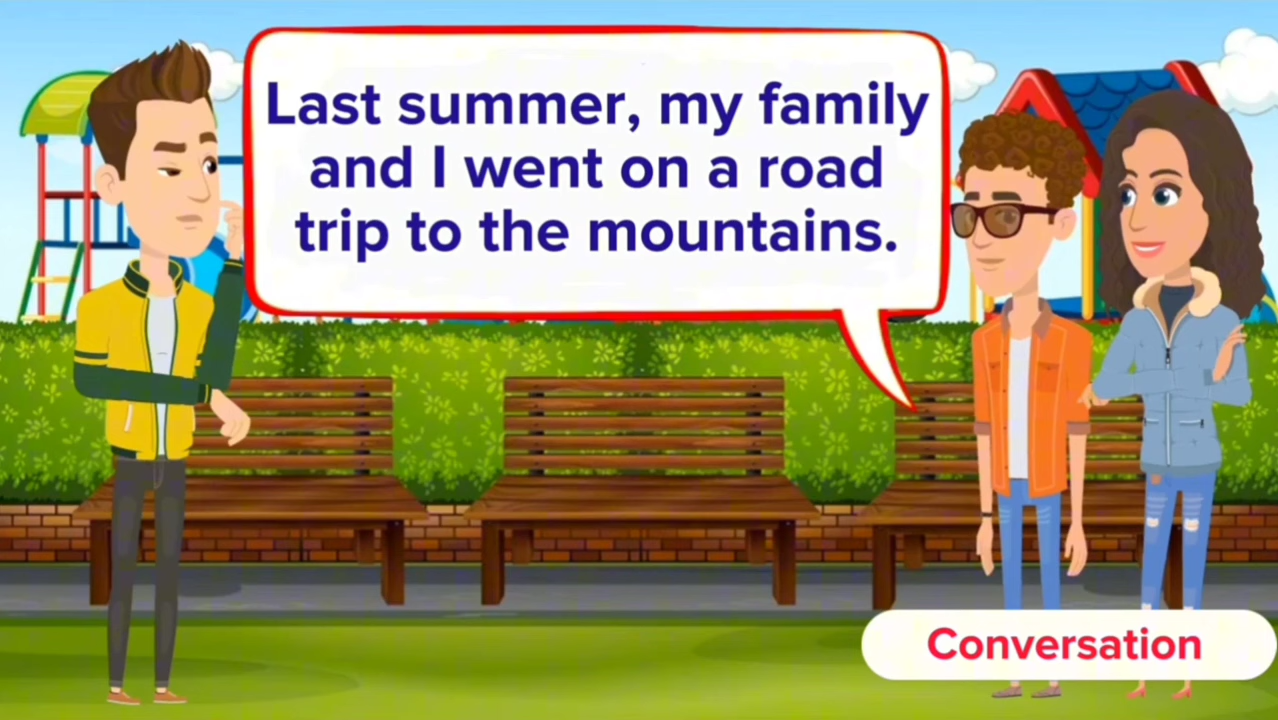 Last summer, my family
and I went on a road
trip to the mountains.
Conversation